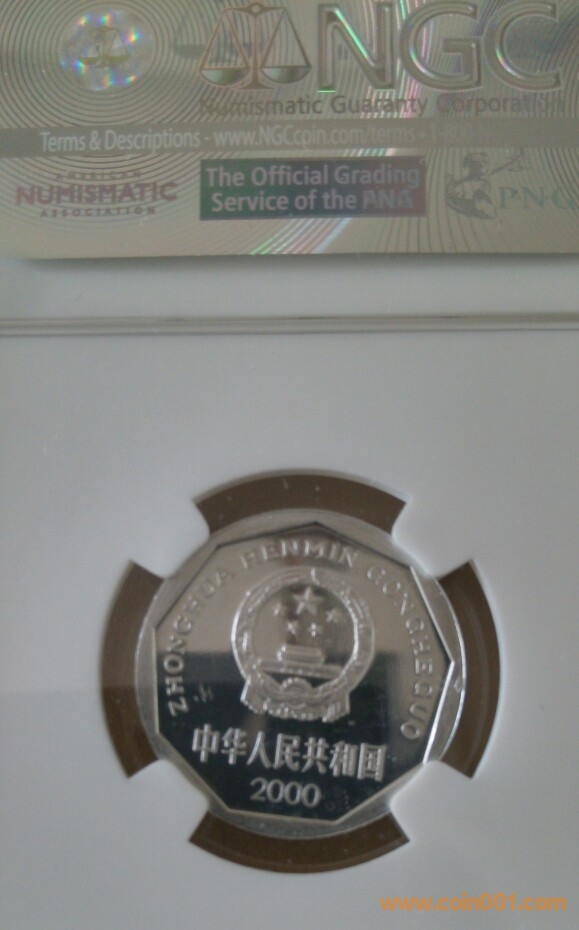 NGC
Numismatic Guaranty Corporation
Terms & Descriptions - www.NGCcoin.com/terms
AMERICAN
NUMISMATIC
ASSOCIATION
The Official Grading
Service of the PNG
PNG
ZHONGHUA RENMIN GONGHEGUO
中华人民共和国
2000
www.coin001.com